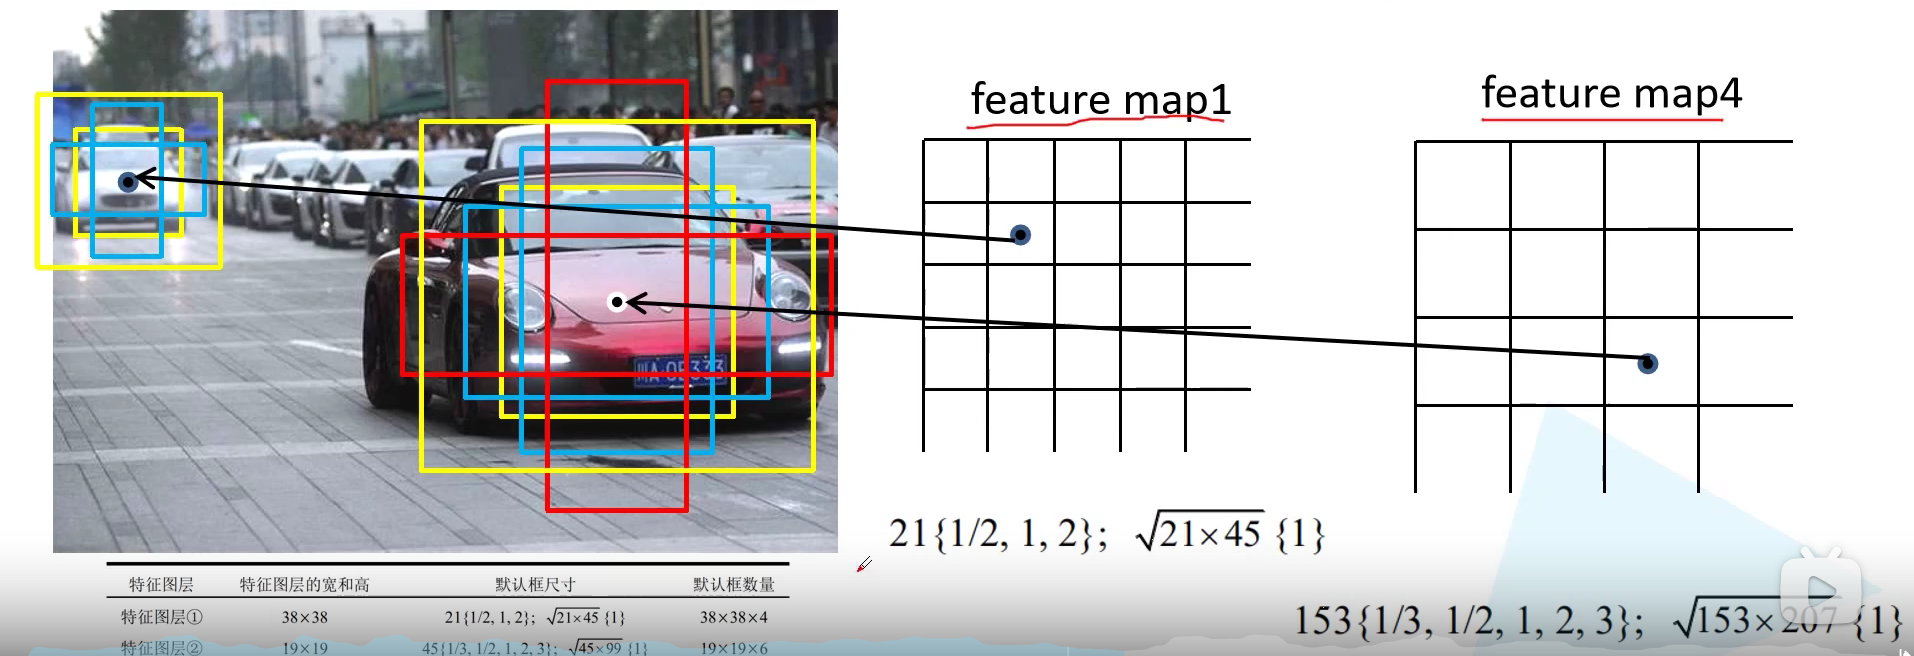 feature map1
feature map4
川A·0E333
21{1/2, 1, 2}; √21×45 {1}
153{1/3, 1/2, 1, 2, 3}; √153×207 {1}
特征图层 特征图层的宽和高 默认框尺寸 默认框数量
特征图层① 38×38 21{1/2, 1, 2}; √21×45 {1} 38×38×4
特征图层② 19×19 45{1/3, 1/2, 1, 2, 3}; √45×99 {1} 19×19×6